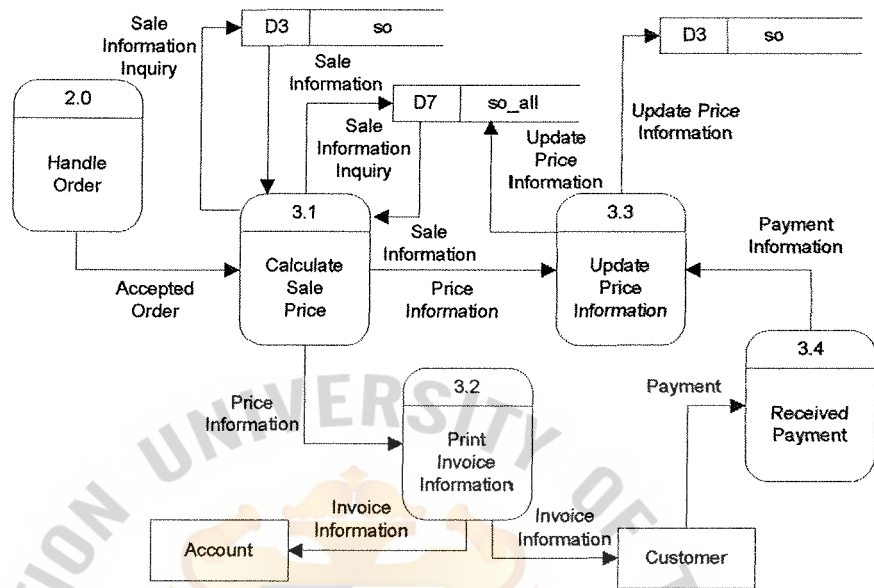 Sale
Information
Inquiry
D3 so
Sale
Information
D7 so_all
Sale
Information
Inquiry
Update
Price
Information
D3 so
Update Price
Information
2.0
Handle
Order
3.1
Calculate
Sale
Price
Sale
Information
Price
Information
3.3
Update
Price
Information
Payment
Information
Accepted
Order
3.4
Received
Payment
Price
Information
3.2
Print
Invoice
Information
Payment
Invoice
Information
Invoice
Information
Account
Customer
UNIVERSITY OF